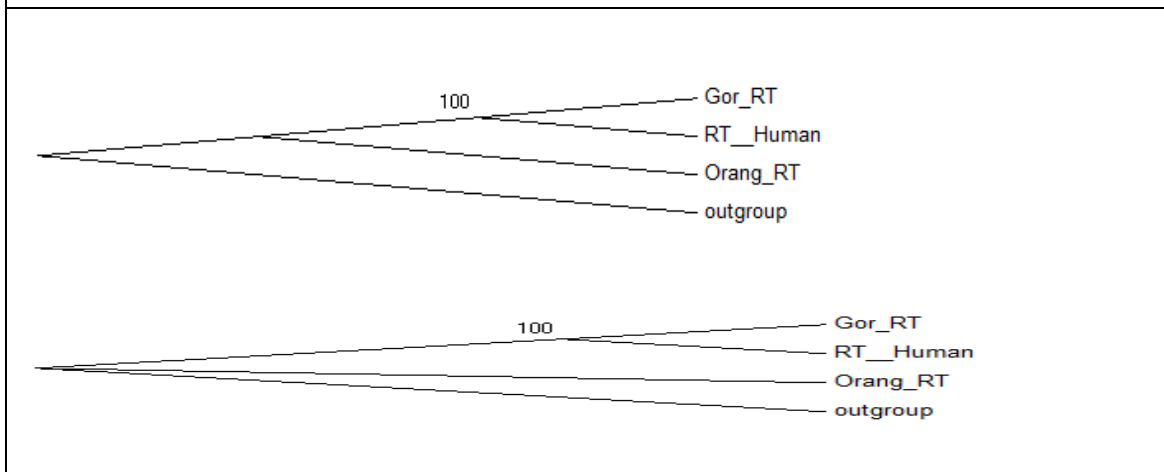 100
Gor_RT
RT__Human
Orang_RT
outgroup
100
Gor_RT
RT__Human
Orang_RT
outgroup